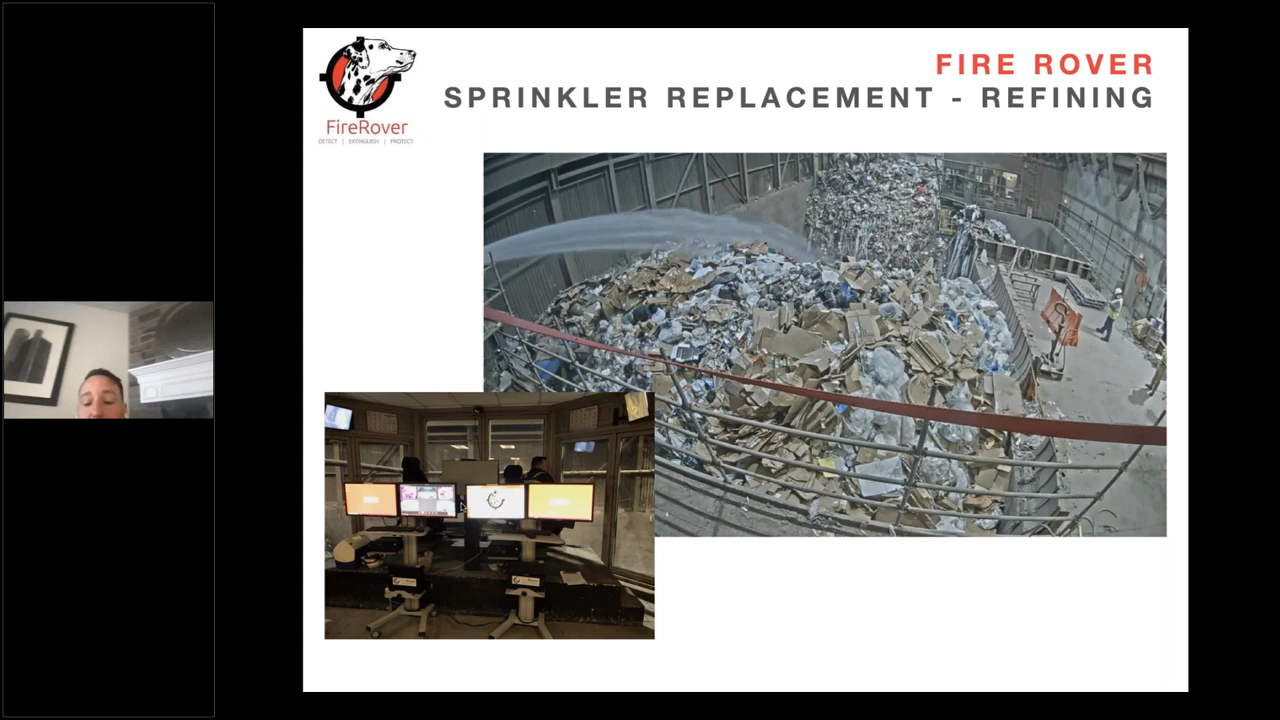 FIRE ROVER
SPRINKLER REPLACEMENT - REFINING
FireRover
DETECT | EXTINGUISH | PROTECT